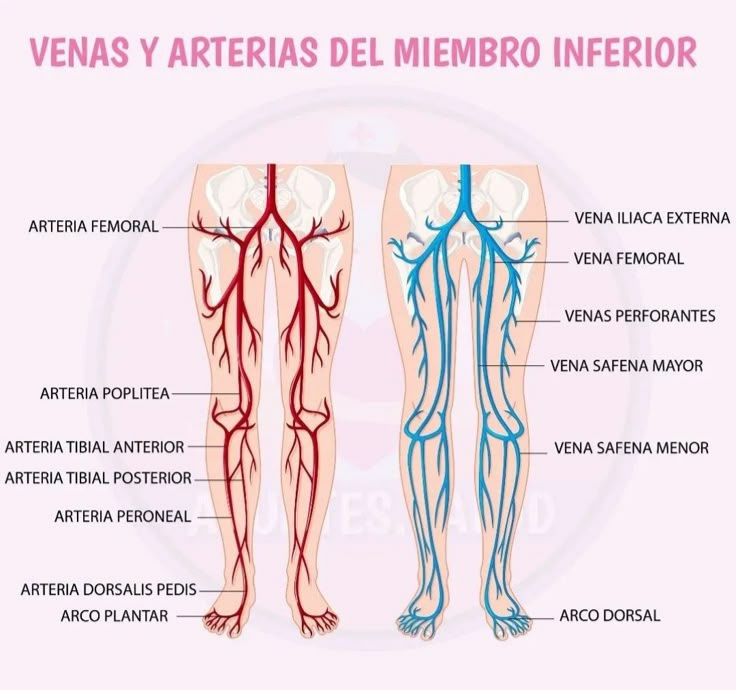 VENAS Y ARTERIAS DEL MIEMBRO INFERIOR
ARTERIA FEMORAL
ARTERIA POPLITEA
ARTERIA TIBIAL ANTERIOR
ARTERIA TIBIAL POSTERIOR
ARTERIA PERONEAL
ARTERIA DORSALIS PEDIS
ARCO PLANTAR
VENA ILIACA EXTERNA
VENA FEMORAL
VENAS PERFORANTES
VENA SAFENA MAYOR
VENA SAFENA MENOR
ARCO DORSAL